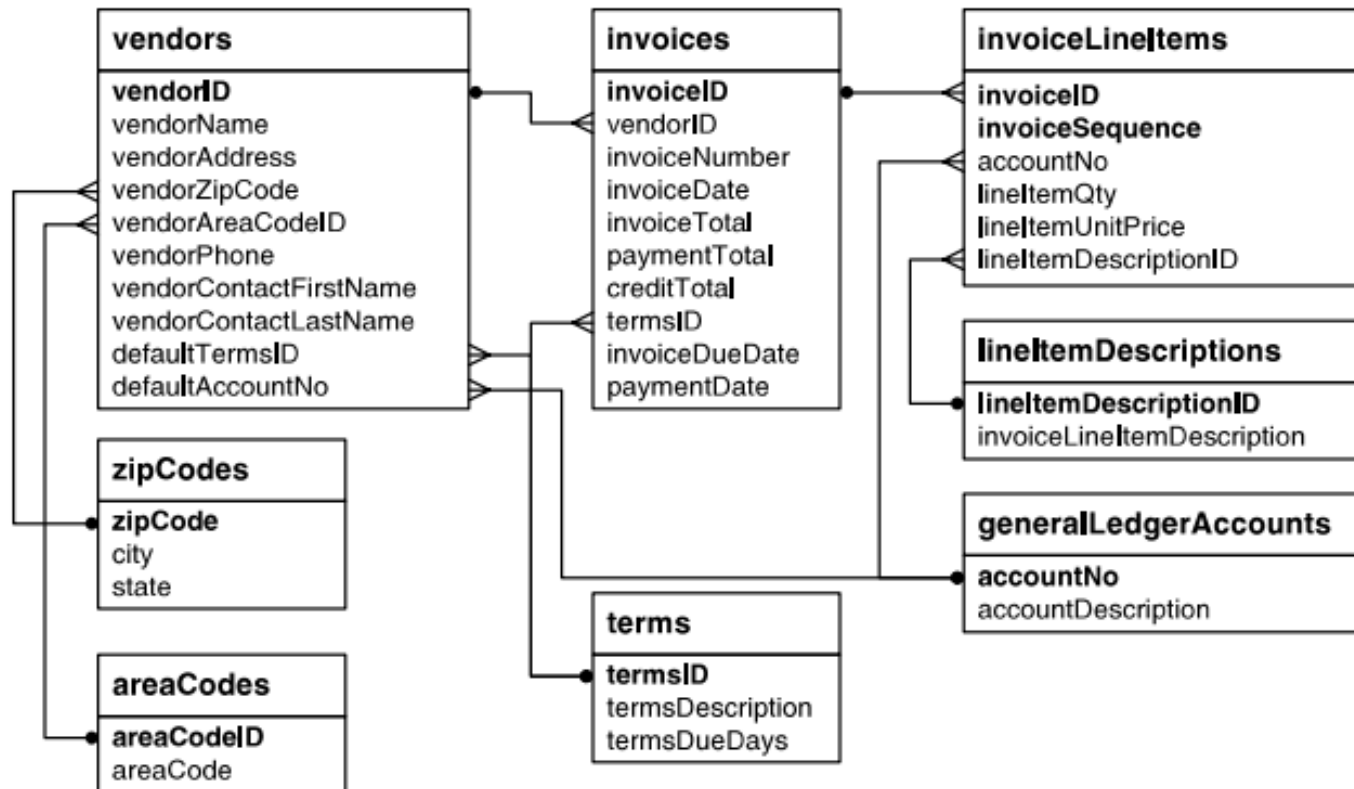 vendors
vendorID
vendorName
vendorAddress
vendorZipCode
vendorAreaCodeID
vendorPhone
vendorContactFirstName
vendorContactLastName
defaultTermsID
defaultAccountNo
zipCodes
zipCode
city
state
areaCodes
areaCodeID
areaCode
invoices
invoiceID
vendorID
invoiceNumber
invoiceDate
invoiceTotal
paymentTotal
creditTotal
termsID
invoiceDueDate
paymentDate
terms
termsID
termsDescription
termsDueDays
invoiceLineItems
invoiceID
invoiceSequence
accountNo
lineItemQty
lineItemUnitPrice
lineItemDescriptionID
lineItemDescriptions
lineItemDescriptionID
invoiceLineItemDescription
generalLedgerAccounts
accountNo
accountDescription